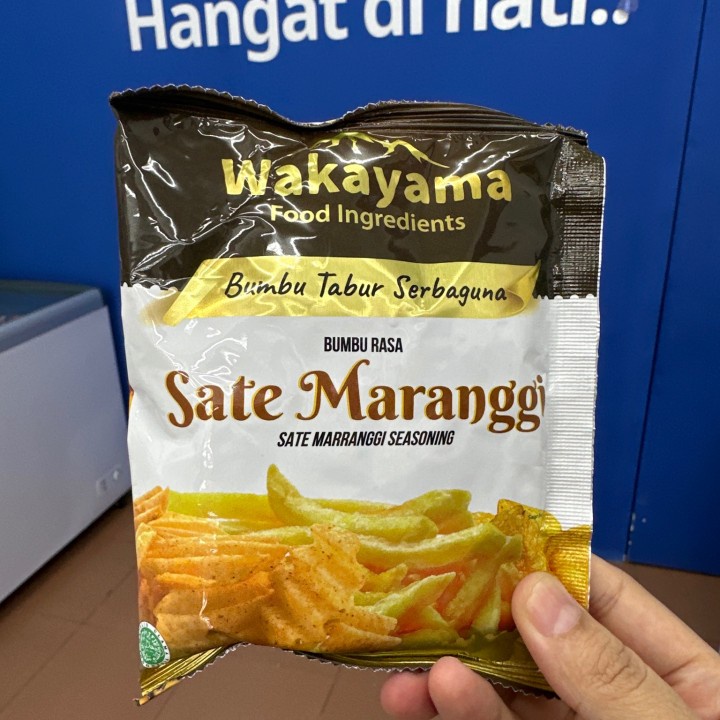 Hangat di hati..
Wakayama
Food Ingredients
Bumbu Tabur Serbaguna
BUMBU RASA
Sate Maranggi
SATE MARRANGGI SEASONING